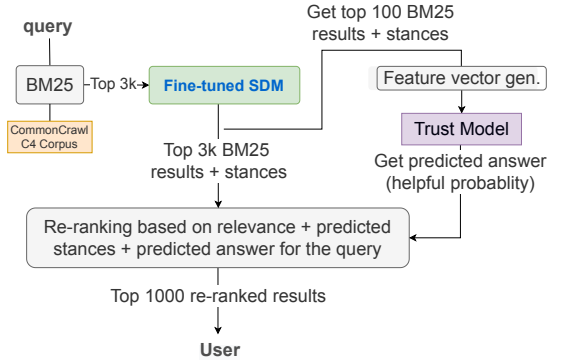 query
Get top 100 BM25
results + stances
BM25
Top 3k
Fine-tuned SDM
Feature vector gen.
CommonCrawl
C4 Corpus
Trust Model
Top 3k BM25
results + stances
Get predicted answer
(helpful probablity)
Re-ranking based on relevance + predicted
stances + predicted answer for the query
Top 1000 re-ranked results
User